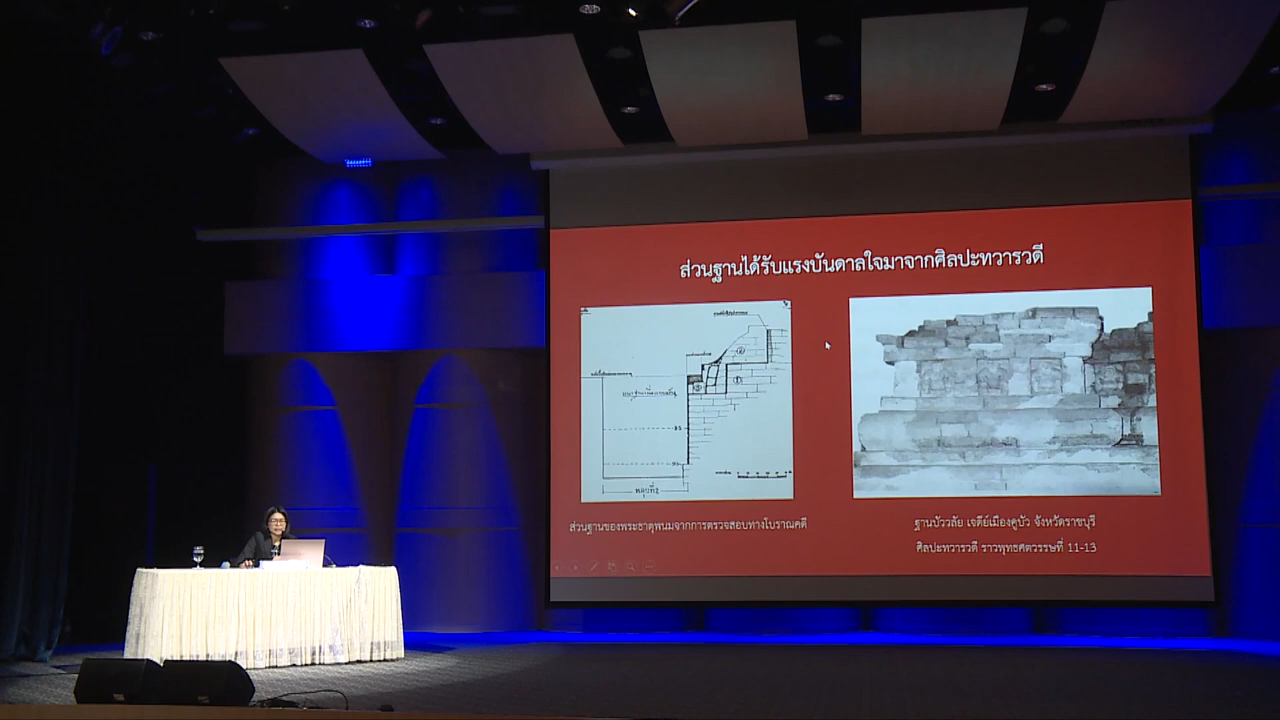 ส่วนฐานได้รับแรงบันดาลใจมาจากศิลปะทวารวดี
หลุมที่2
ส่วนฐานของพระธาตุพนมจากการตรวจสอบทางโบราณคดี
ฐานบัววลัย เจดีย์เมืองคูบัว จังหวัดราชบุรี
ศิลปะทวารวดี ราวพุทธศตวรรษที่ 11-13